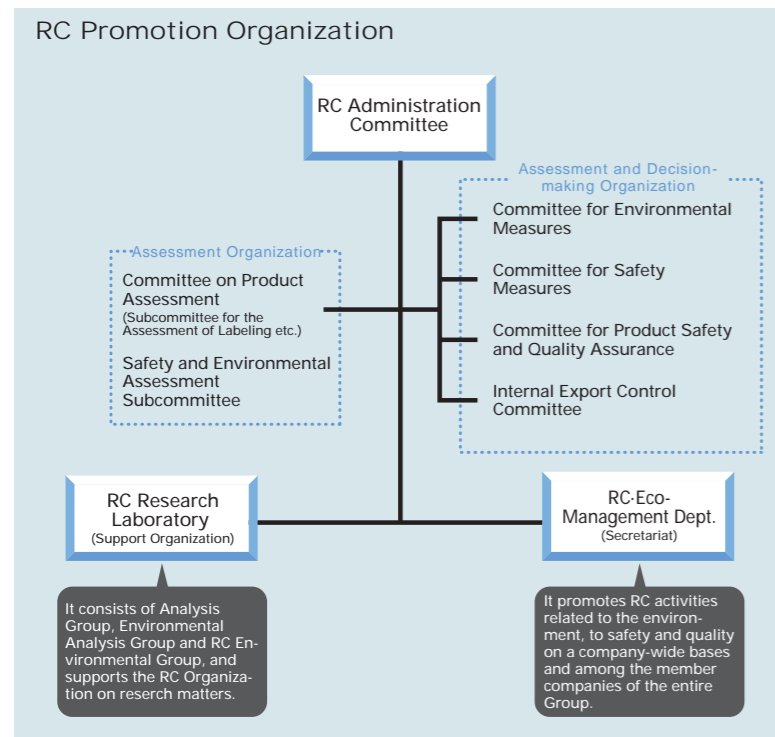 RC Promotion Organization
RC Administration
Committee
Assessment and Decision-
making Organization
Committee for Environmental
Measures
Committee for Safety
Measures
Committee for Product Safety
and Quality Assurance
Internal Export Control
Committee
Assessment Organization
Committee on Product
Assessment
(Subcommittee for the
Assessment of Labeling etc.)
Safety and Environmental
Assessment
Subcommittee
RC Research
Laboratory
(Support Organization)
RC·Eco-
Management Dept.
(Secretariat)
It consists of Analysis
Group, Environmental
Analysis Group and RC En-
vironmental Group, and
supports the RC Organiza-
tion on reserch matters.
It promotes RC activities
related to the environ-
ment, to safety and quality
on a company-wide bases
and among the member
companies of the entire
Group.